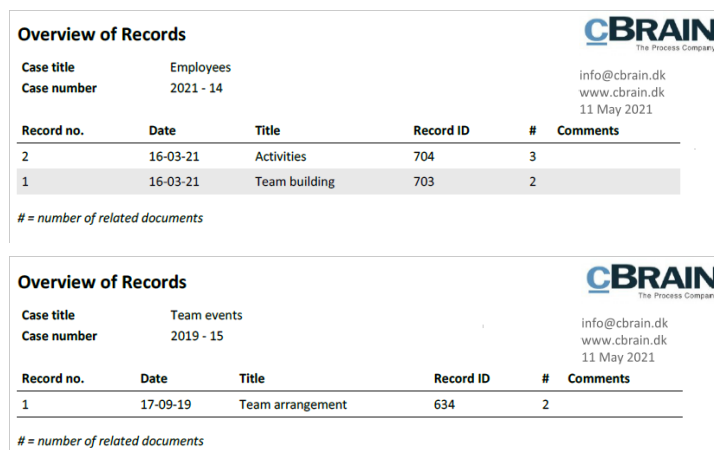 Overview of Records
cBRAIN
The Process Company
Case title Employees
Case number 2021 - 14
info@cbrain.dk
www.cbrain.dk
11 May 2021
Record no. Date Title Record ID # Comments
2 16-03-21 Activities 704 3
1 16-03-21 Team building 703 2
# = number of related documents
Overview of Records
cBRAIN
The Process Company
Case title Team events
Case number 2019 - 15
info@cbrain.dk
www.cbrain.dk
11 May 2021
Record no. Date Title Record ID # Comments
1 17-09-19 Team arrangement 634 2
# = number of related documents